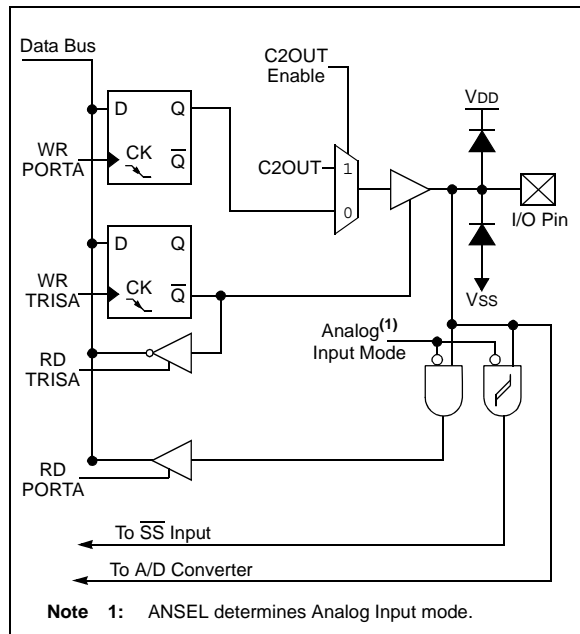 Data Bus
C2OUT
Enable
VDD
D Q
WR
PORTA
CK
Q
C2OUT
1
0
I/O Pin
D Q
WR
TRISA
CK
Q
VSS
Analog(1)
Input Mode
RD
TRISA
RD
PORTA
To SS Input
To A/D Converter
Note 1: ANSEL determines Analog Input mode.